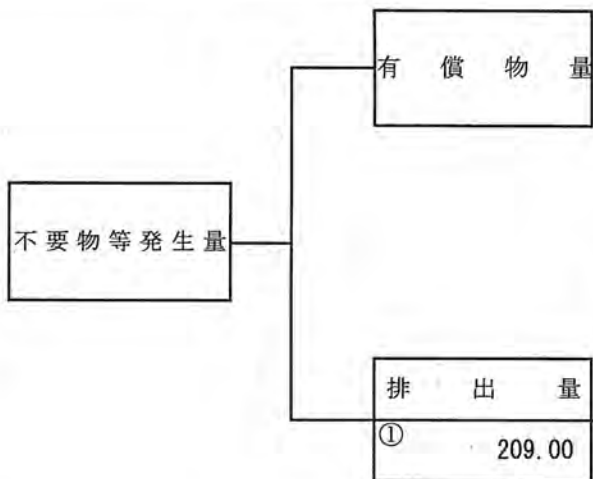 有償物量
不要物等発生量
排出量
①
209.00